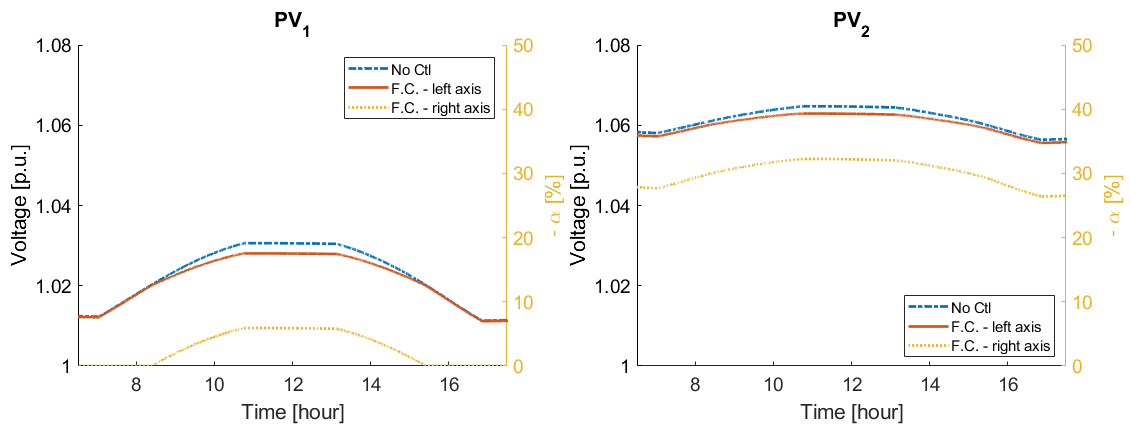 PV1
Voltage [p.u.]
1.08
1.06
1.04
1.02
1
50
40
30
20
10
0
- α [%]
No Ctl
F.C. - left axis
F.C. - right axis
8 10 12 14 16
Time [hour]
PV2
Voltage [p.u.]
1.08
1.06
1.04
1.02
1
50
40
30
20
10
0
- α [%]
No Ctl
F.C. - left axis
F.C. - right axis
8 10 12 14 16
Time [hour]